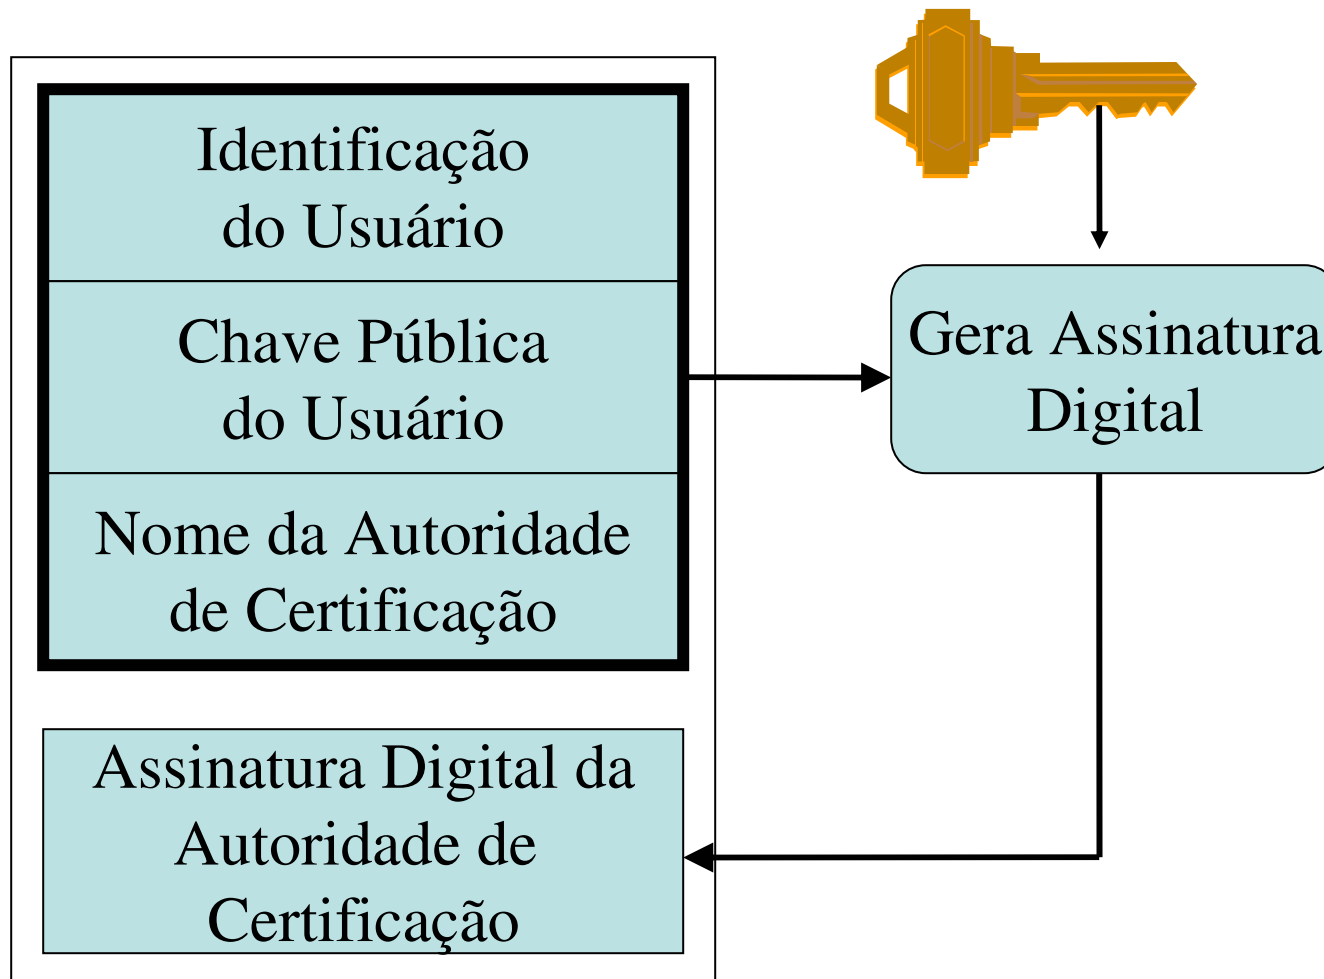 Identificação
do Usuário
Chave Pública
do Usuário
Nome da Autoridade
de Certificação
Assinatura Digital da
Autoridade de
Certificação
Gera Assinatura
Digital